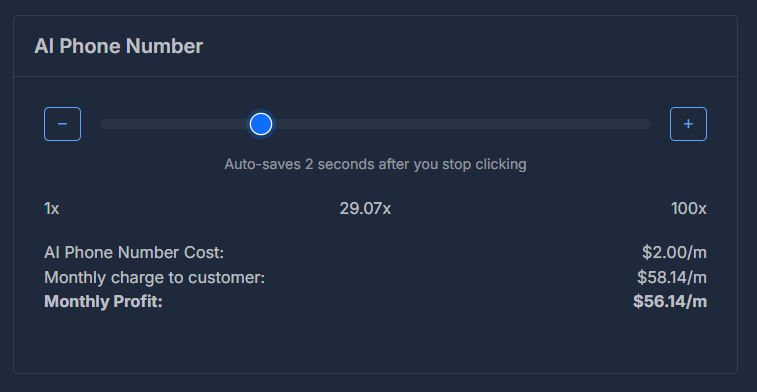 AI Phone Number
−
+
Auto-saves 2 seconds after you stop clicking
1x 29.07x 100x
AI Phone Number Cost: $2.00/m
Monthly charge to customer: $58.14/m
Monthly Profit: $56.14/m